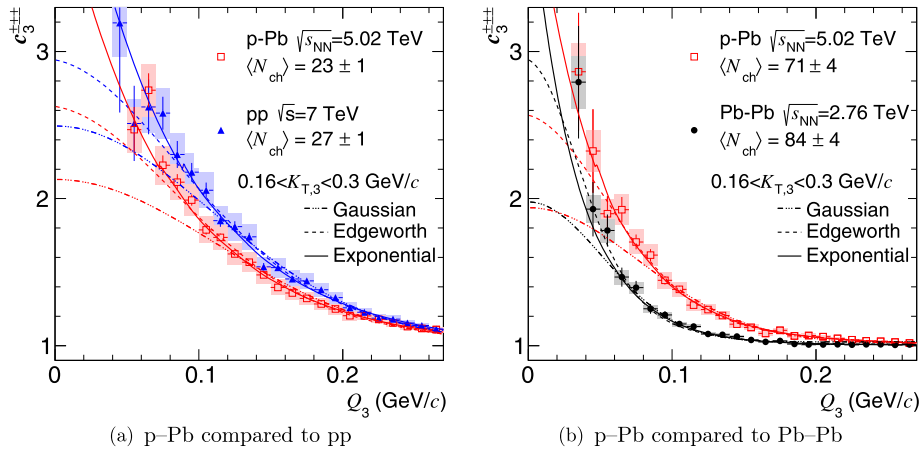 c₃^±±±
3
2
1
p-Pb √s_NN=5.02 TeV
⟨N_ch⟩ = 23 ± 1
pp √s=7 TeV
⟨N_ch⟩ = 27 ± 1
0.16<K_T,3<0.3 GeV/c
Gaussian
Edgeworth
Exponential
0 0.1 0.2
Q₃ (GeV/c)
(a) p–Pb compared to pp
c₃^±±±
3
2
1
p-Pb √s_NN=5.02 TeV
⟨N_ch⟩ = 71 ± 4
Pb-Pb √s_NN=2.76 TeV
⟨N_ch⟩ = 84 ± 4
0.16<K_T,3<0.3 GeV/c
Gaussian
Edgeworth
Exponential
0 0.1 0.2
Q₃ (GeV/c)
(b) p–Pb compared to Pb–Pb